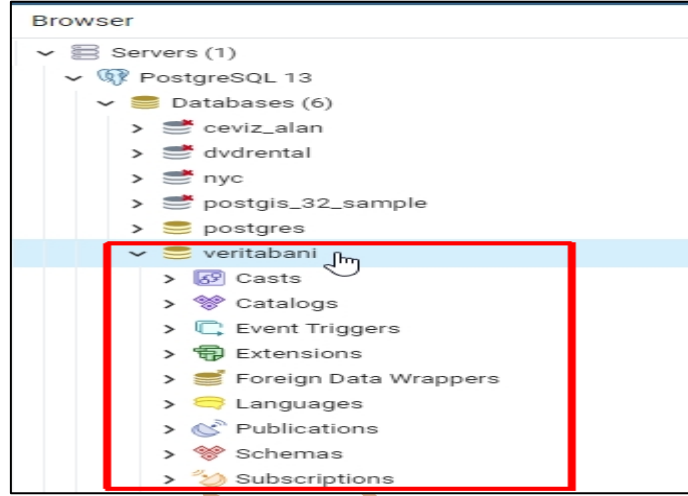 Browser
Servers (1)
PostgreSQL 13
Databases (6)
ceviz_alan
dvdrental
nyc
postgis_32_sample
postgres
veritabani
Casts
Catalogs
Event Triggers
Extensions
Foreign Data Wrappers
Languages
Publications
Schemas
Subscriptions